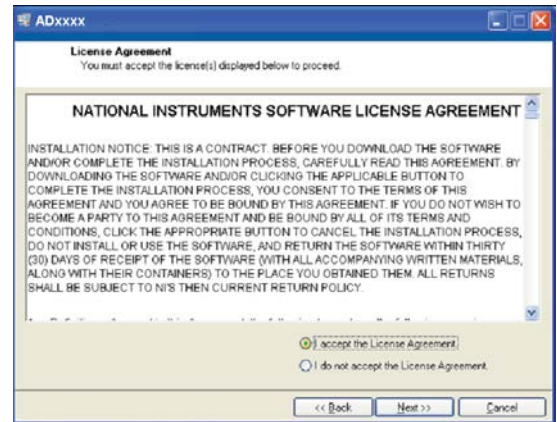 ADxxxx
License Agreement
You must accept the license(s) displayed below to proceed.
NATIONAL INSTRUMENTS SOFTWARE LICENSE AGREEMENT
INSTALLATION NOTICE: THIS IS A CONTRACT. BEFORE YOU DOWNLOAD THE SOFTWARE
AND/OR COMPLETE THE INSTALLATION PROCESS, CAREFULLY READ THIS AGREEMENT. BY
DOWNLOADING THE SOFTWARE AND/OR CLICKING THE APPLICABLE BUTTON TO
COMPLETE THE INSTALLATION PROCESS, YOU CONSENT TO THE TERMS OF THIS
AGREEMENT AND YOU AGREE TO BE BOUND BY THIS AGREEMENT. IF YOU DO NOT WISH TO
BECOME A PARTY TO THIS AGREEMENT AND BE BOUND BY ALL OF ITS TERMS AND
CONDITIONS, CLICK THE APPROPRIATE BUTTON TO CANCEL THE INSTALLATION PROCESS,
DO NOT INSTALL OR USE THE SOFTWARE, AND RETURN THE SOFTWARE WITHIN THIRTY
(30) DAYS OF RECEIPT OF THE SOFTWARE (WITH ALL ACCOMPANYING WRITTEN MATERIALS,
ALONG WITH THEIR CONTAINERS) TO THE PLACE YOU OBTAINED THEM. ALL RETURNS
SHALL BE SUBJECT TO NI'S THEN CURRENT RETURN POLICY.
I accept the License Agreement.
I do not accept the License Agreement.
<< Back Next >> Cancel